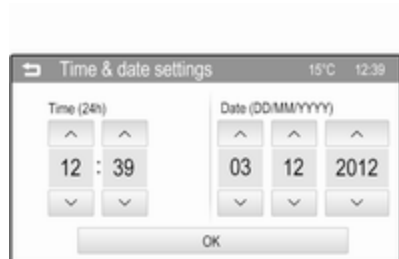 Time & date settings 15°C 12:39
Time (24h) Date (DD/MM/YYYY)
12 : 39 03 12 2012
OK